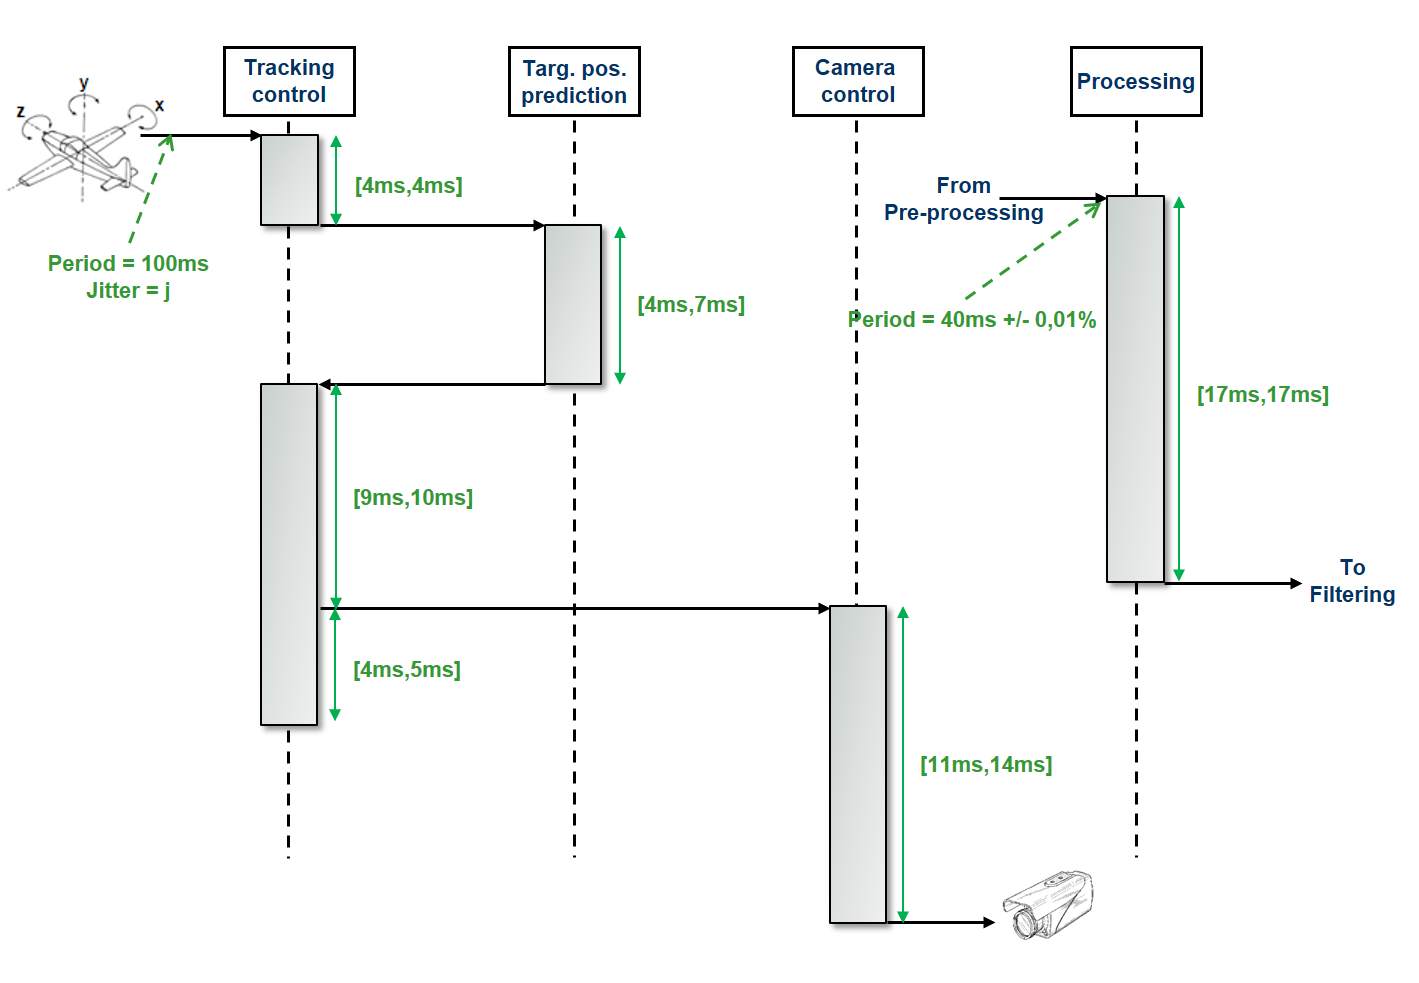 Tracking
control
Targ. pos.
prediction
Camera
control
Processing
y
z
x
[4ms,4ms]
From
Pre-processing
Period = 100ms
Jitter = j
[4ms,7ms]
Period = 40ms +/- 0,01%
[17ms,17ms]
[9ms,10ms]
To
Filtering
[4ms,5ms]
[11ms,14ms]